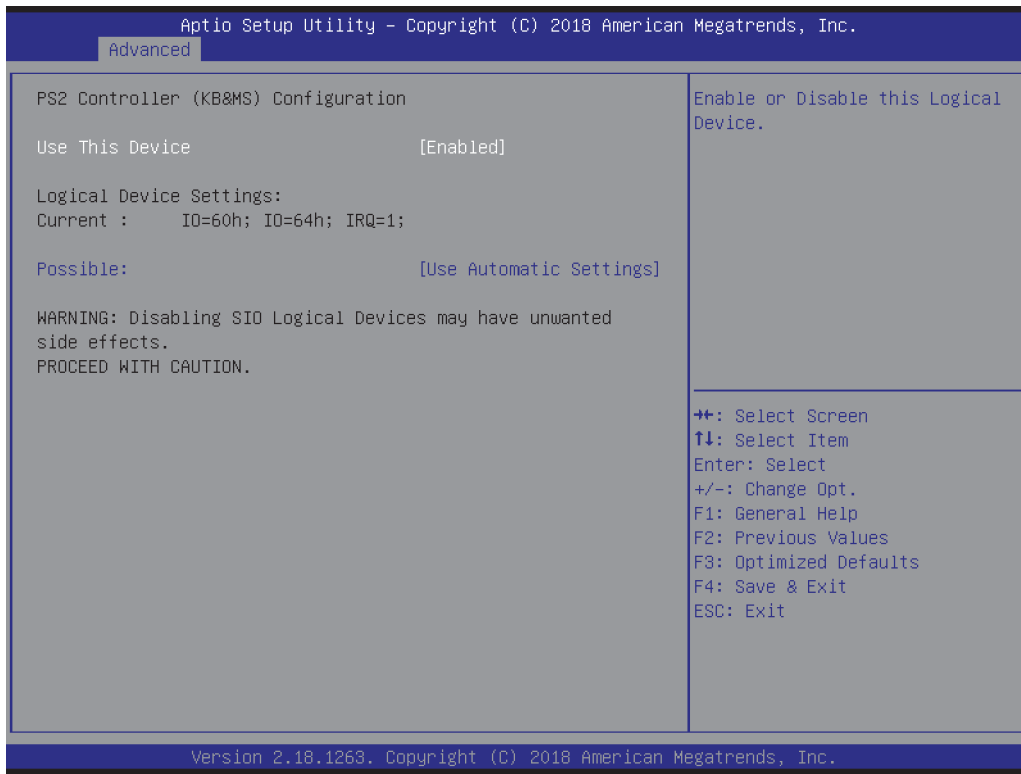 Aptio Setup Utility – Copyright (C) 2018 American Megatrends, Inc.
Advanced
PS2 Controller (KB&MS) Configuration
Use This Device [Enabled]
Logical Device Settings:
Current : IO=60h; IO=64h; IRQ=1;
Possible: [Use Automatic Settings]
WARNING: Disabling SIO Logical Devices may have unwanted
side effects.
PROCEED WITH CAUTION.
Enable or Disable this Logical
Device.
→←: Select Screen
↑↓: Select Item
Enter: Select
+/-: Change Opt.
F1: General Help
F2: Previous Values
F3: Optimized Defaults
F4: Save & Exit
ESC: Exit
Version 2.18.1263. Copyright (C) 2018 American Megatrends, Inc.